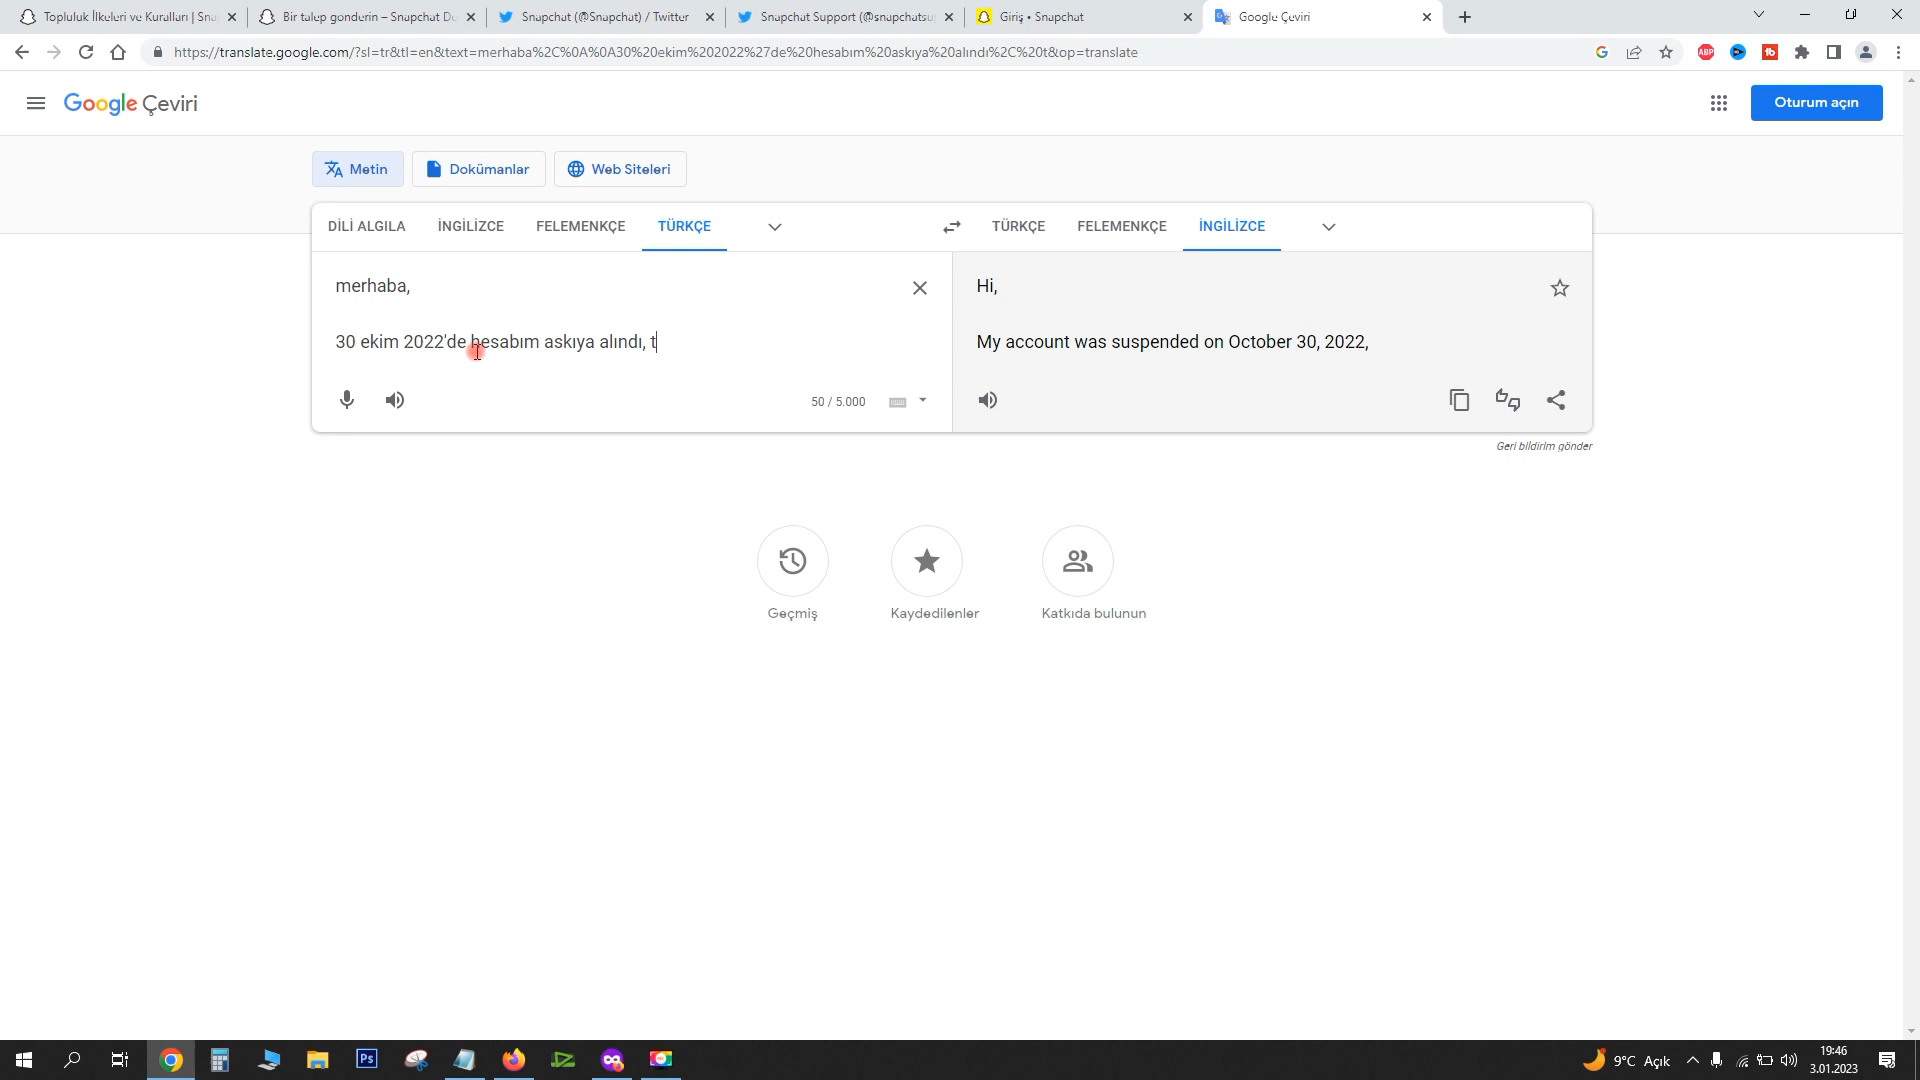 Topluluk İlkeleri ve Kuralları | Sna
Bir talep gönderin – Snapchat De
Snapchat (@Snapchat) / Twitter
Snapchat Support (@snapchatsu
Giriş • Snapchat
Google Çeviri
https://translate.google.com/?sl=tr&tl=en&text=merhaba%2C%0A%0A30%20ekim%202022%27de%20hesabım%20askıya%20alındı%2C%20t&op=translate
ABP
Google Çeviri
Oturum açın
Metin
Dokümanlar
Web Siteleri
DİLİ ALGILA
İNGİLİZCE
FELEMENKÇE
TÜRKÇE
TÜRKÇE
FELEMENKÇE
İNGİLİZCE
merhaba,
30 ekim 2022'de hesabım askıya alındı, t
50 / 5.000
Hi,
My account was suspended on October 30, 2022,
Geri bildirim gönder
Geçmiş
Kaydedilenler
Katkıda bulunun
Ps
9°C Açık
19:46
3.01.2023